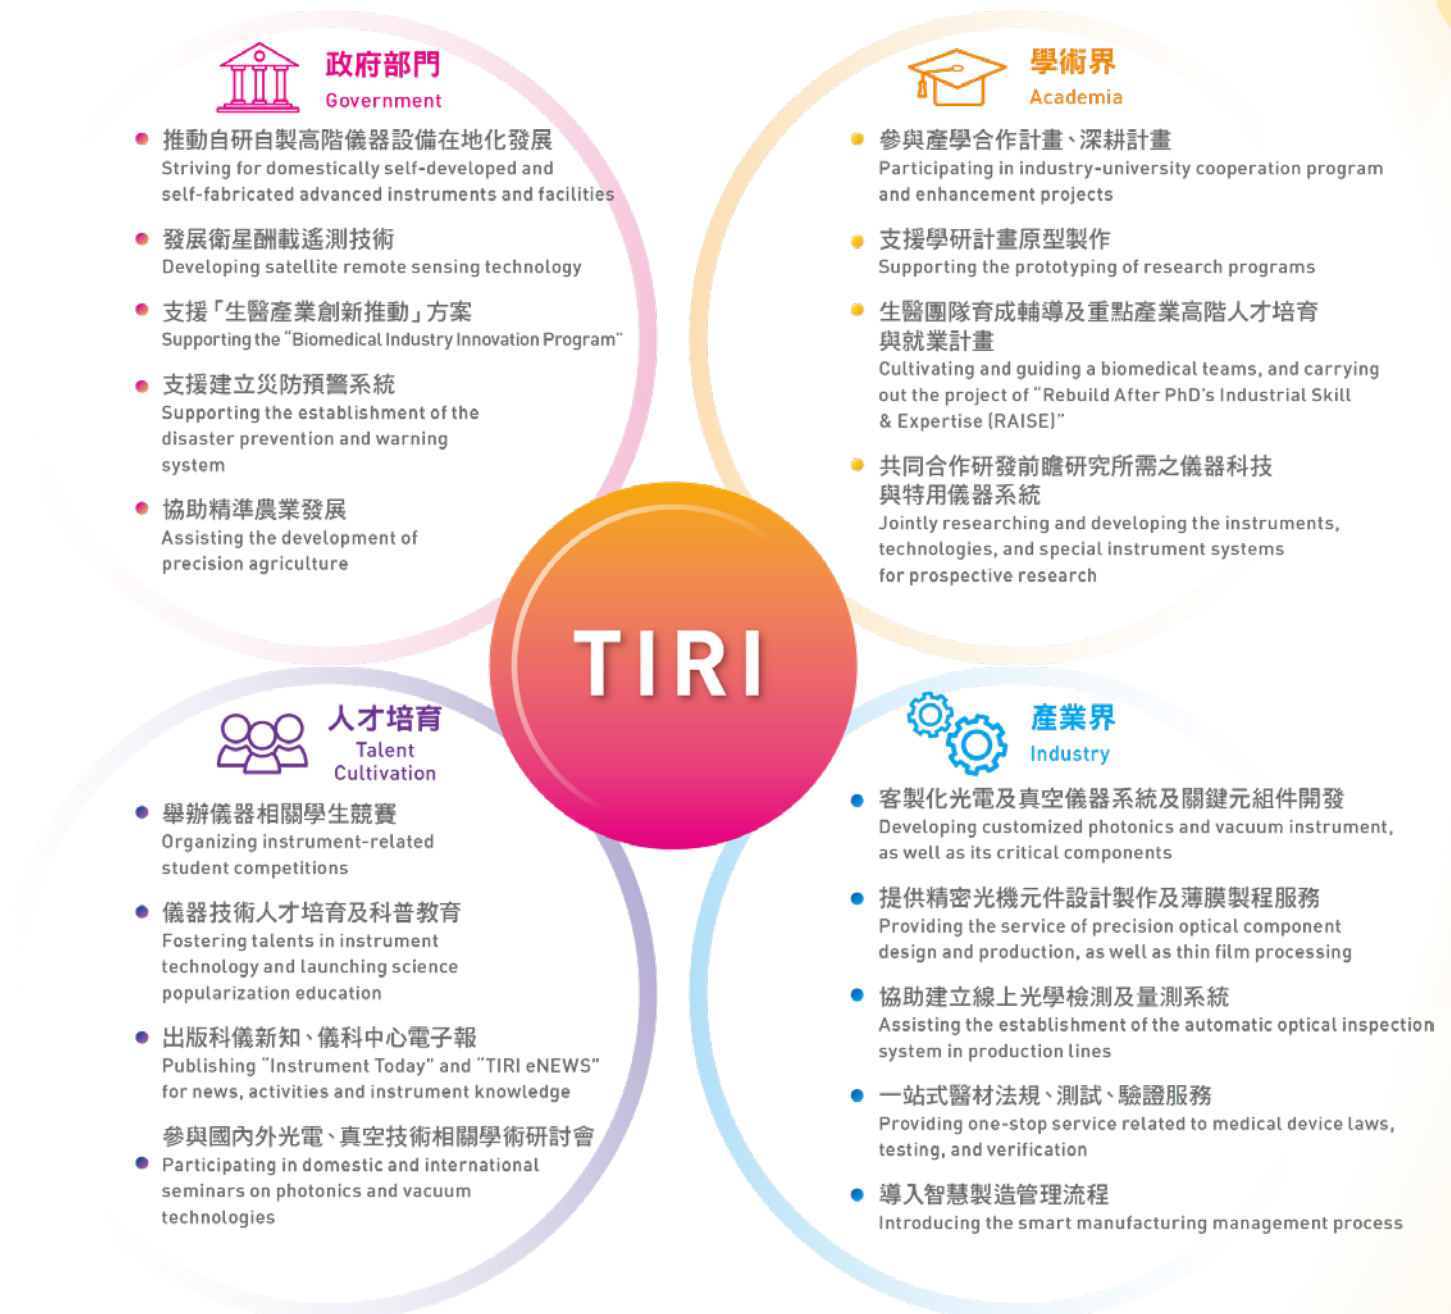 政府部門
Government
推動自研自製高階儀器設備在地化發展
Striving for domestically self-developed and
self-fabricated advanced instruments and facilities
發展衛星酬載遙測技術
Developing satellite remote sensing technology
支援「生醫產業創新推動」方案
Supporting the “Biomedical Industry Innovation Program”
支援建立災防預警系統
Supporting the establishment of the
disaster prevention and warning
system
協助精準農業發展
Assisting the development of
precision agriculture
學術界
Academia
參與產學合作計畫、深耕計畫
Participating in industry-university cooperation program
and enhancement projects
支援學研計畫原型製作
Supporting the prototyping of research programs
生醫團隊育成輔導及重點產業高階人才培育
與就業計畫
Cultivating and guiding a biomedical teams, and carrying
out the project of “Rebuild After PhD’s Industrial Skill
& Expertise (RAISE)”
共同合作研發前瞻研究所需之儀器科技
與特用儀器系統
Jointly researching and developing the instruments,
technologies, and special instrument systems
for prospective research
TIRI
人才培育
Talent
Cultivation
舉辦儀器相關學生競賽
Organizing instrument-related
student competitions
儀器技術人才培育及科普教育
Fostering talents in instrument
technology and launching science
popularization education
出版科儀新知、儀科中心電子報
Publishing “Instrument Today” and “TIRI eNEWS”
for news, activities and instrument knowledge
參與國內外光電、真空技術相關學術研討會
Participating in domestic and international
seminars on photonics and vacuum
technologies
產業界
Industry
客製化光電及真空儀器系統及關鍵元組件開發
Developing customized photonics and vacuum instrument,
as well as its critical components
提供精密光機元件設計製作及薄膜製程服務
Providing the service of precision optical component
design and production, as well as thin film processing
協助建立線上光學檢測及量測系統
Assisting the establishment of the automatic optical inspection
system in production lines
一站式醫材法規、測試、驗證服務
Providing one-stop service related to medical device laws,
testing, and verification
導入智慧製造管理流程
Introducing the smart manufacturing management process